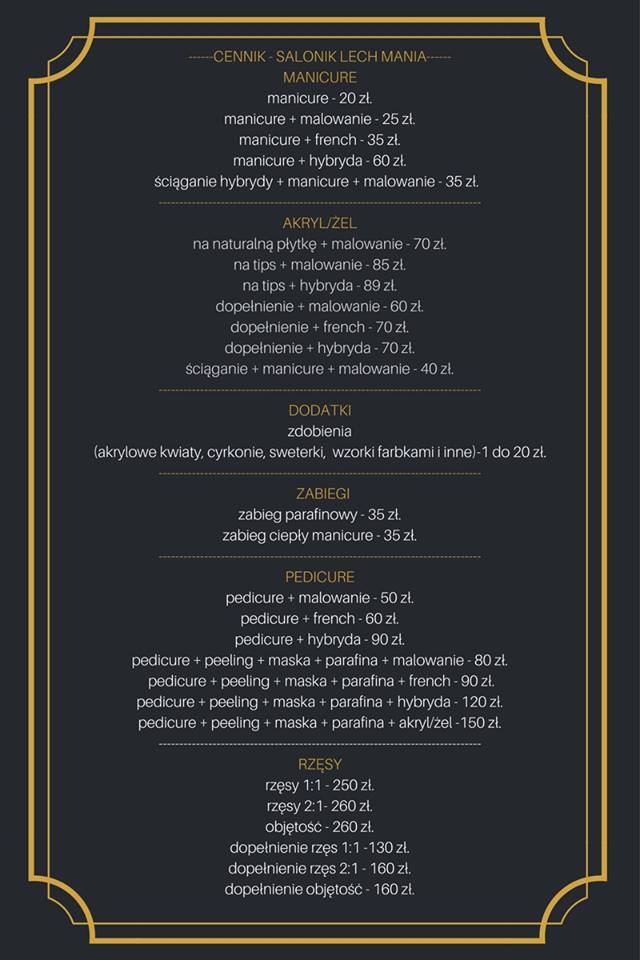 ------CENNIK - SALONIK LECH MANIA------
MANICURE
manicure - 20 zł.
manicure + malowanie - 25 zł.
manicure + french - 35 zł.
manicure + hybryda - 60 zł.
ściąganie hybrydy + manicure + malowanie - 35 zł.
AKRYL/ŻEL
na naturalną płytkę + malowanie - 70 zł.
na tips + malowanie - 85 zł.
na tips + hybryda - 89 zł.
dopełnienie + malowanie - 60 zł.
dopełnienie + french - 70 zł.
dopełnienie + hybryda - 70 zł.
ściąganie + manicure + malowanie - 40 zł.
DODATKI
zdobienia
(akrylowe kwiaty, cyrkonie, sweterki, wzorki farbkami i inne)-1 do 20 zł.
ZABIEGI
zabieg parafinowy - 35 zł.
zabieg ciepły manicure - 35 zł.
PEDICURE
pedicure + malowanie - 50 zł.
pedicure + french - 60 zł.
pedicure + hybryda - 90 zł.
pedicure + peeling + maska + parafina + malowanie - 80 zł.
pedicure + peeling + maska + parafina + french - 90 zł.
pedicure + peeling + maska + parafina + hybryda - 120 zł.
pedicure + peeling + maska + parafina + akryl/żel -150 zł.
RZĘSY
rzęsy 1:1 - 250 zł.
rzęsy 2:1- 260 zł.
objętość - 260 zł.
dopełnienie rzęs 1:1 -130 zł.
dopełnienie rzęs 2:1 - 160 zł.
dopełnienie objętość - 160 zł.